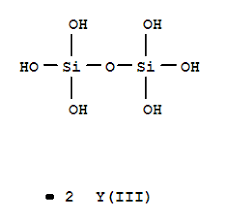 OH OH
HO Si O Si OH
OH OH
= 2 Y(III)